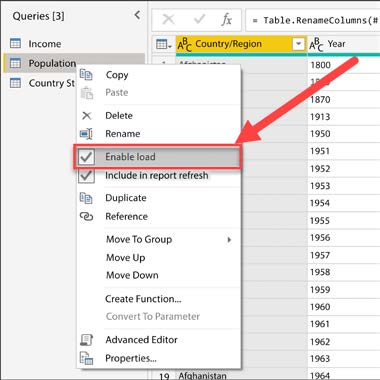 Queries [3]
= Table.RenameColumns(#
Income
Population
Country St
Country/Region
Year
1
1800
1870
1913
1950
1951
1952
1953
1954
1955
1956
1957
1958
1959
1960
1961
1962
1963
19
Afghanistan
1964
Copy
Paste
Delete
Rename
Enable load
Include in report refresh
Duplicate
Reference
Move To Group
Move Up
Move Down
Create Function...
Convert To Parameter
Advanced Editor
Properties...